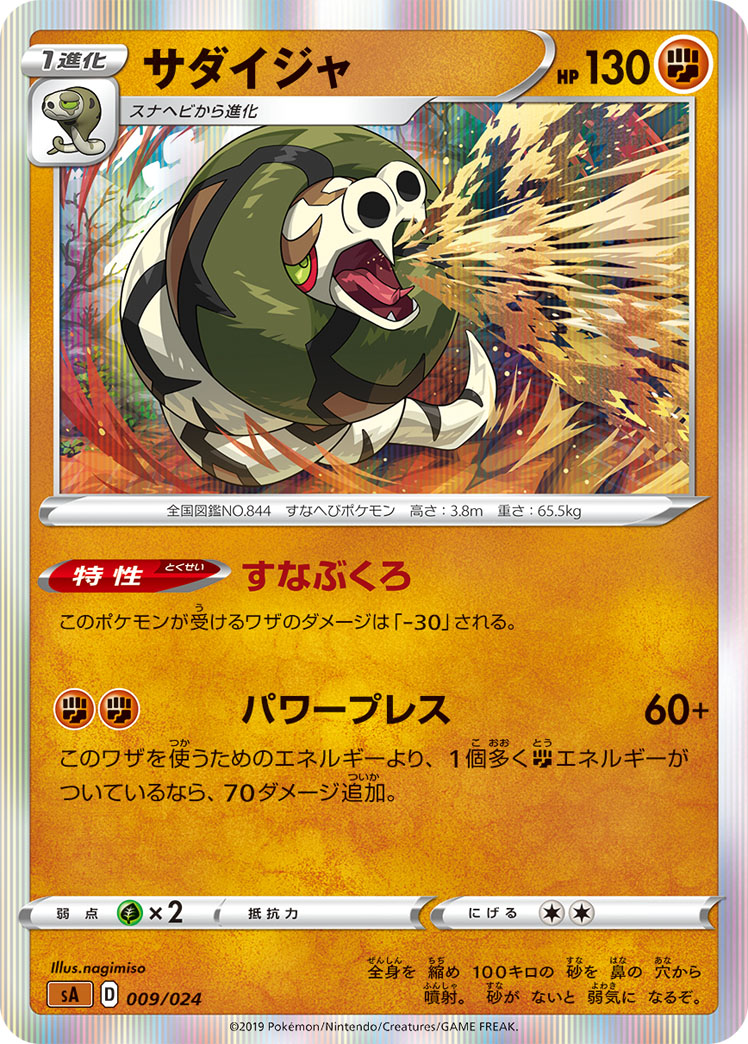 1進化
サダイジャ
HP 130
スナヘビから進化
全国図鑑NO.844 すなへびポケモン 高さ:3.8m 重さ:65.5kg
特性 とくせい すなぶくろ
このポケモンが受けるワザのダメージは「-30」される。
パワープレス 60+
このワザを使うためのエネルギーより、1個多くエネルギーが
ついているなら、70ダメージ追加。
弱点 ×2 抵抗力 にげる
Illus.nagimiso
sA D 009/024
全身を 縮め 100キロの 砂を 鼻の 穴から
噴射。 砂が ないと 弱気に なるぞ。
©2019 Pokémon/Nintendo/Creatures/GAME FREAK.